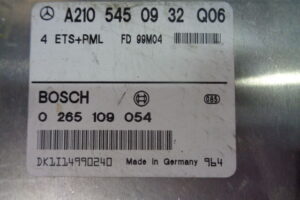 A210 545 09 32 Q06
4 ETS+PML FD 99M04
BOSCH
0 265 109 054
DK1I14990240 Made in Germany 964